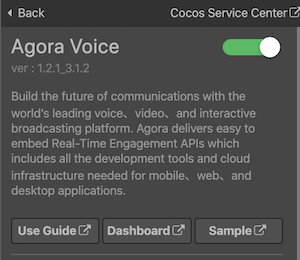 Back
Cocos Service Center
Agora Voice
ver : 1.2.1_3.1.2
Build the future of communications with the
world's leading voice、video、and interactive
broadcasting platform. Agora delivers easy to
embed Real-Time Engagement APIs which
includes all the development tools and cloud
infrastructure needed for mobile、web、and
desktop applications.
Use Guide
Dashboard
Sample